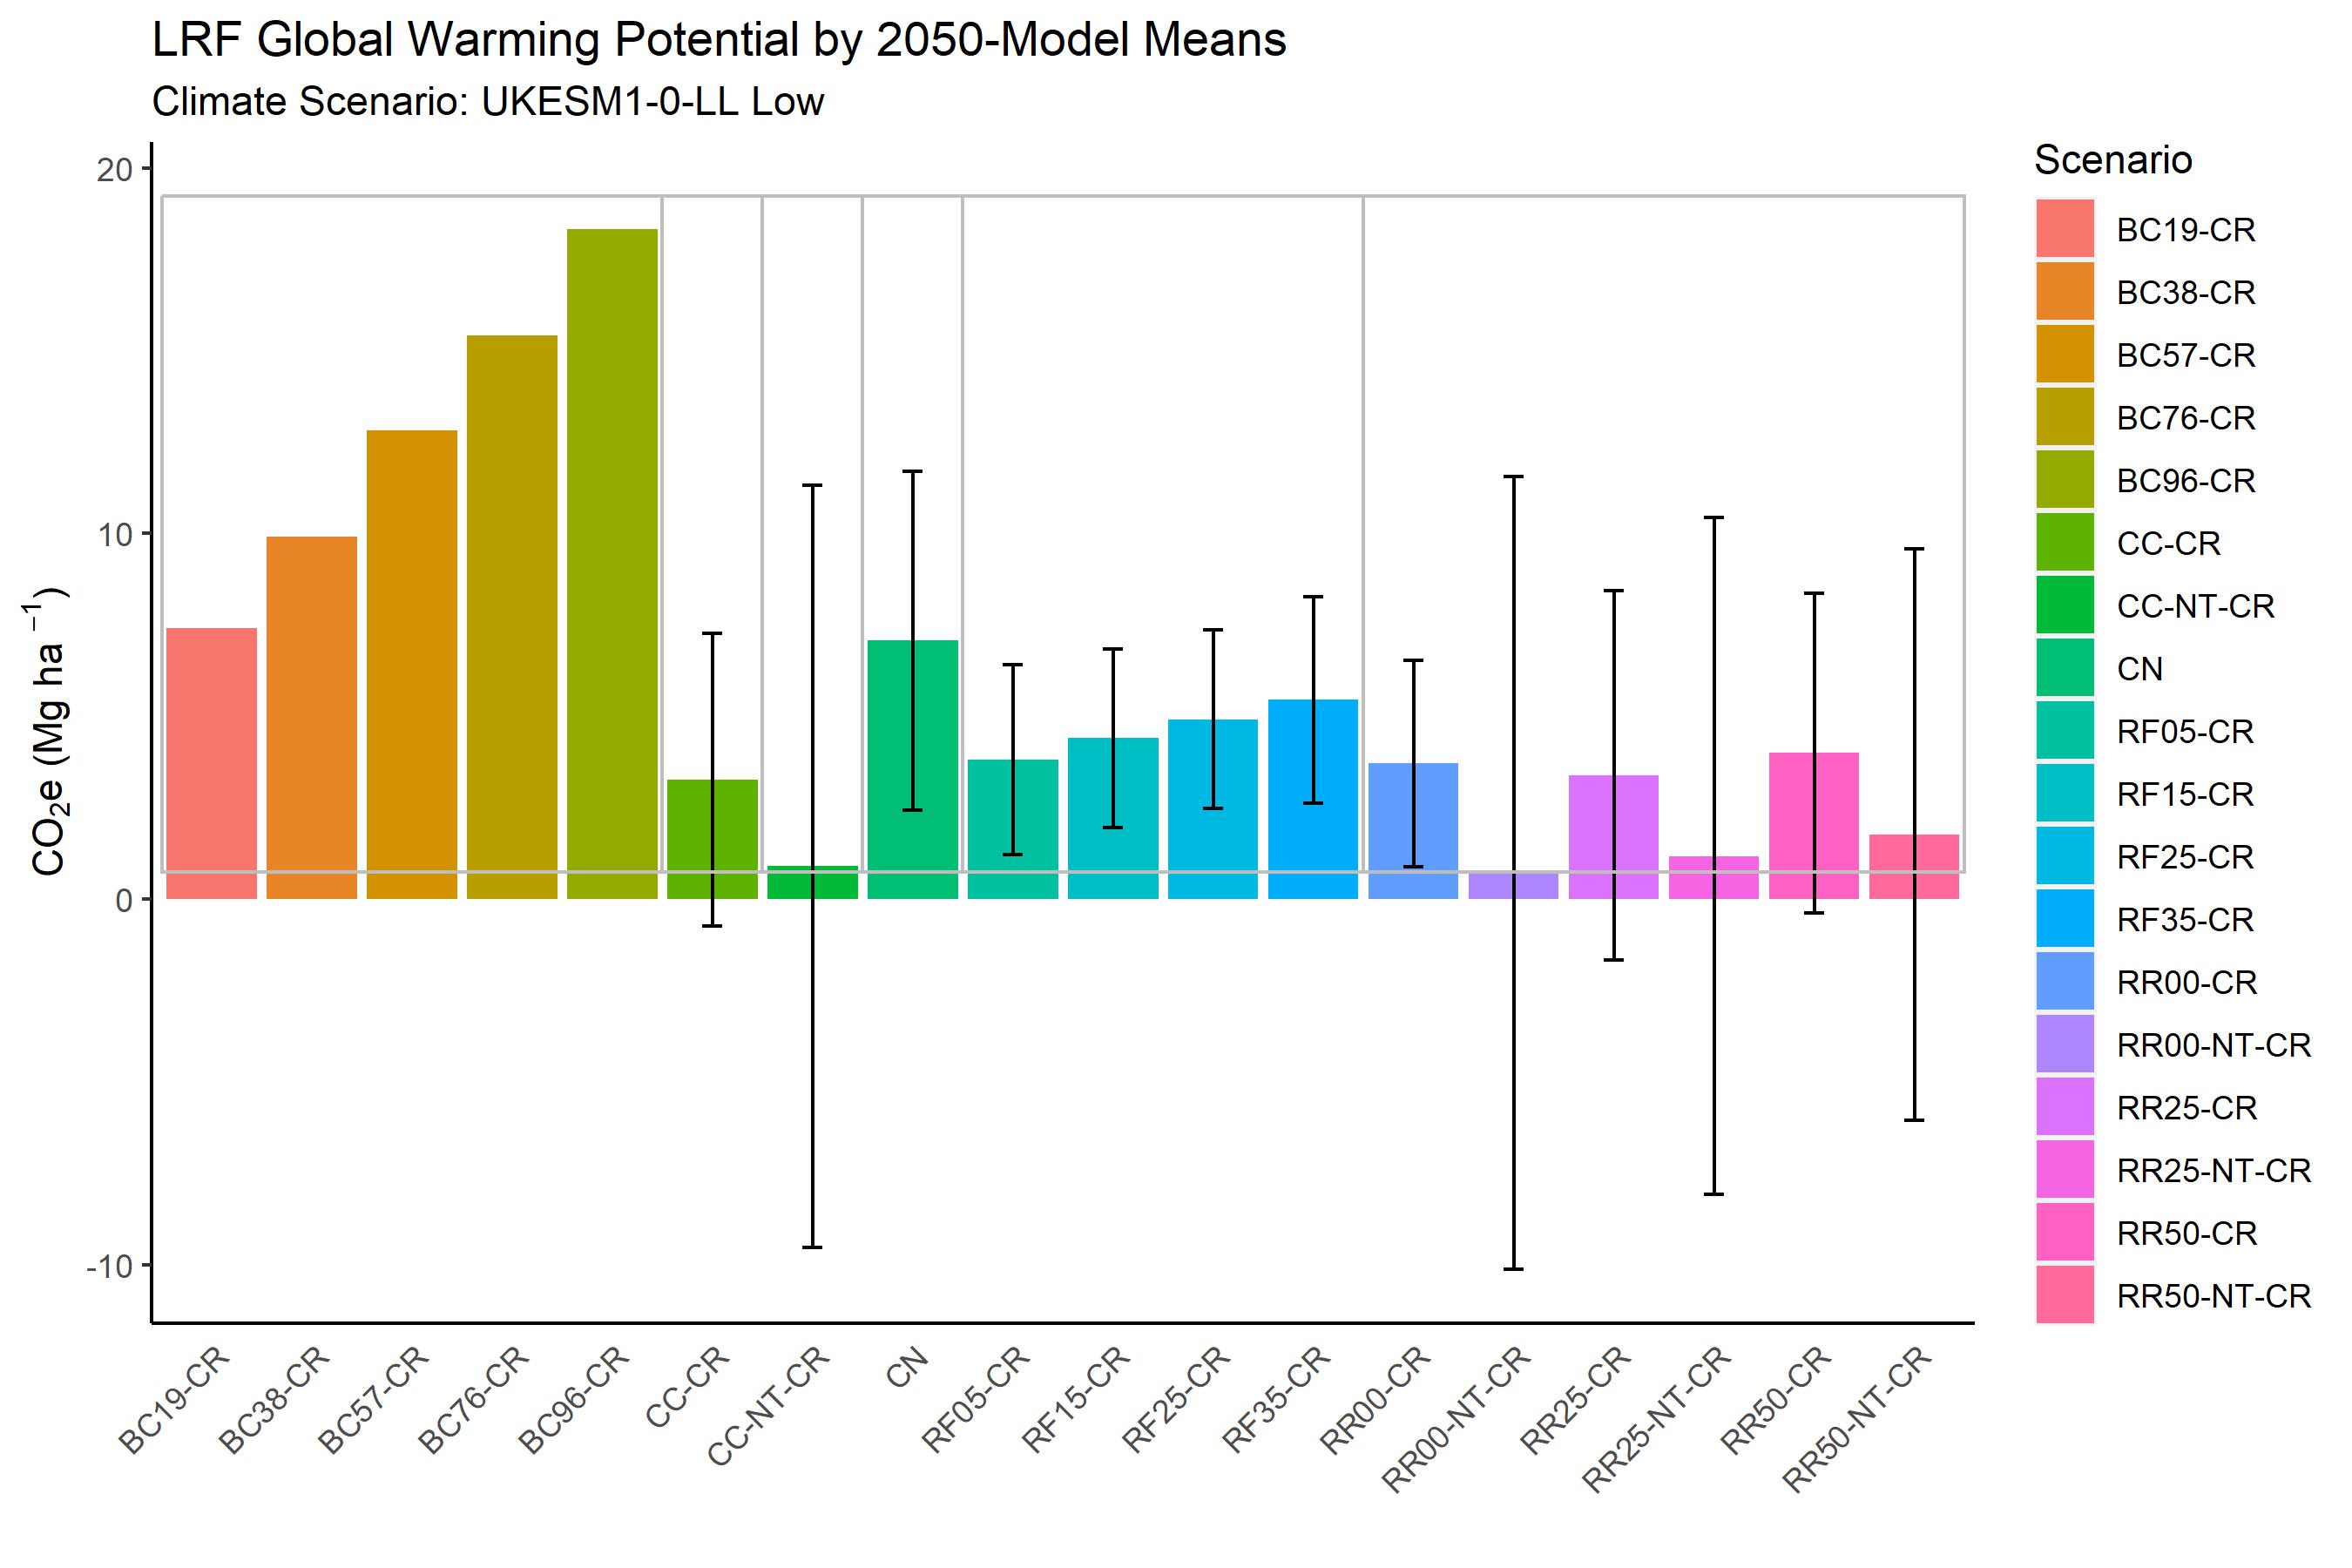 LRF Global Warming Potential by 2050-Model Means
Climate Scenario: UKESM1-0-LL Low
CO₂e (Mg ha ⁻¹)
20
10
0
-10
BC19-CR
BC38-CR
BC57-CR
BC76-CR
BC96-CR
CC-CR
CC-NT-CR
CN
RF05-CR
RF15-CR
RF25-CR
RF35-CR
RR00-CR
RR00-NT-CR
RR25-CR
RR25-NT-CR
RR50-CR
RR50-NT-CR
Scenario
BC19-CR
BC38-CR
BC57-CR
BC76-CR
BC96-CR
CC-CR
CC-NT-CR
CN
RF05-CR
RF15-CR
RF25-CR
RF35-CR
RR00-CR
RR00-NT-CR
RR25-CR
RR25-NT-CR
RR50-CR
RR50-NT-CR